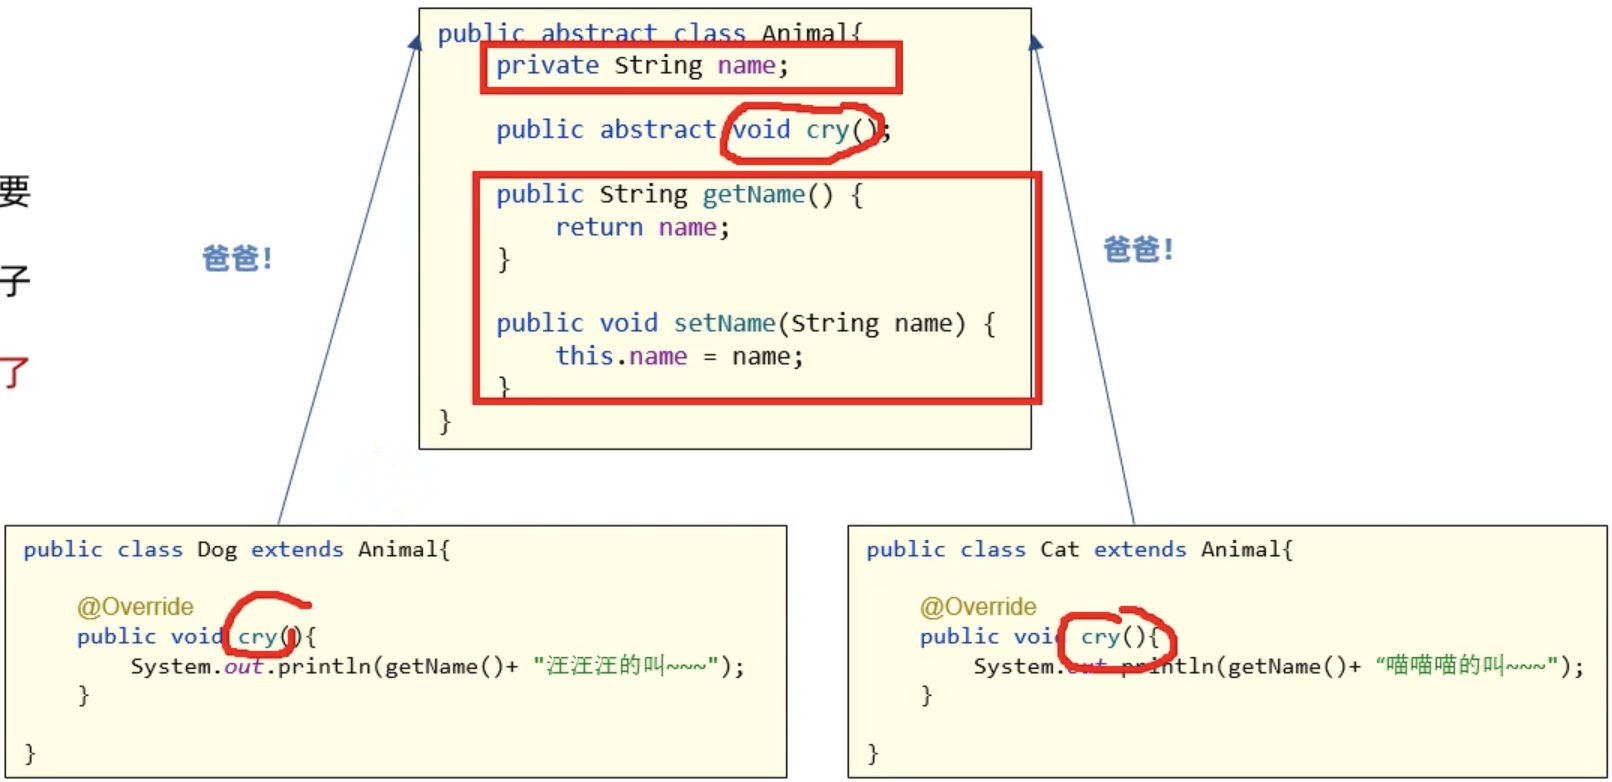 public abstract class Animal{
private String name;
public abstract void cry();
public String getName() {
return name;
}
public void setName(String name) {
this.name = name;
}
}
要
子
了
爸爸!
爸爸!
public class Dog extends Animal{
@Override
public void cry(){
System.out.println(getName()+ "汪汪汪的叫~~~");
}
}
public class Cat extends Animal{
@Override
public void cry(){
System.out.println(getName()+ “喵喵喵的叫~~~");
}
}